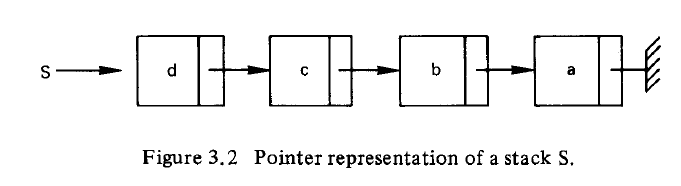 S d c b a
Figure 3.2 Pointer representation of a stack S.